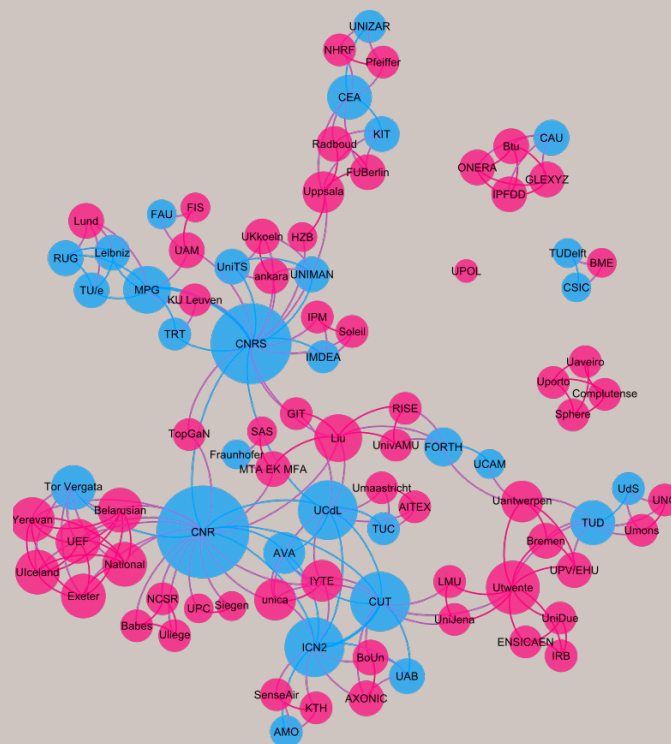 UNIZAR
NHRF
Pfeiffer
CEA
KIT
Radboud
FUBerlin
Uppsala
Btu
CAU
ONERA
GLEXYZ
IPFDD
FAU
FIS
Lund
RUG
Leibniz
UAM
UKkoeln
HZB
UniTS
ankara
UNIMAN
TU/e
MPG
KU Leuven
TRT
UPOL
TUDelft
BME
CSIC
IPM
Soleil
CNRS
IMDEA
Uaveiro
Uporto
Complutense
Sphere
GIT
RISE
SAS
TopGaN
Liu
UnivAMU
FORTH
Fraunhofer
MTA EK MFA
UCAM
Tor Vergata
Umaastricht
AITEX
UdS
Belarusian
Yerevan
UCdL
TUC
Uantwerpen
TUD
Umons
CNR
UEF
National
UIceland
Exeter
AVA
Bremen
UPV/EHU
IYTE
unica
CUT
LMU
Utwente
NCSR
UPC
Siegen
Babes
Uliege
UniJena
UniDue
ENSICAEN
IRB
ICN2
BoUn
UAB
SenseAir
KTH
AXONIC
AMO